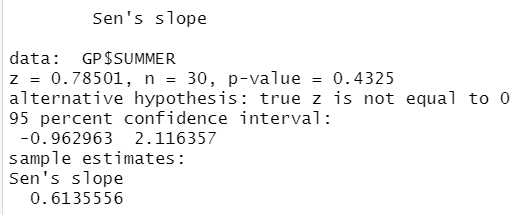 Sen's slope
data:  GP$SUMMER
z = 0.78501, n = 30, p-value = 0.4325
alternative hypothesis: true z is not equal to 0
95 percent confidence interval:
 -0.962963  2.116357
sample estimates:
Sen's slope
  0.6135556